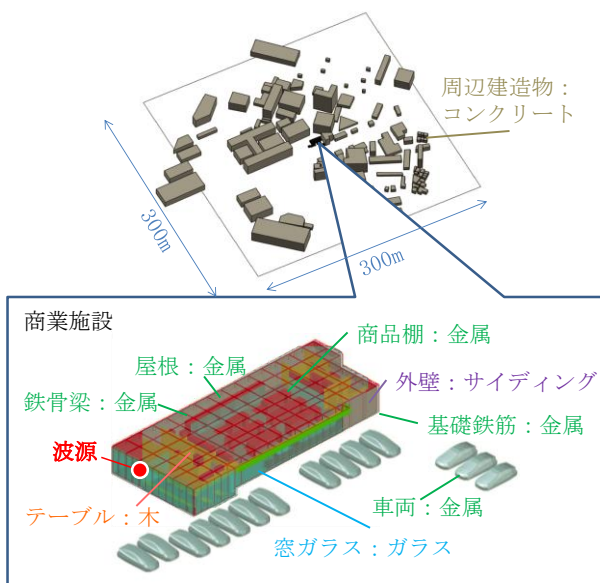 周辺建造物：
コンクリート
300m
300m
商業施設
商品棚：金属
屋根：金属
外壁：サイディング
鉄骨梁：金属
基礎鉄筋：金属
波源
車両：金属
テーブル：木
窓ガラス：ガラス